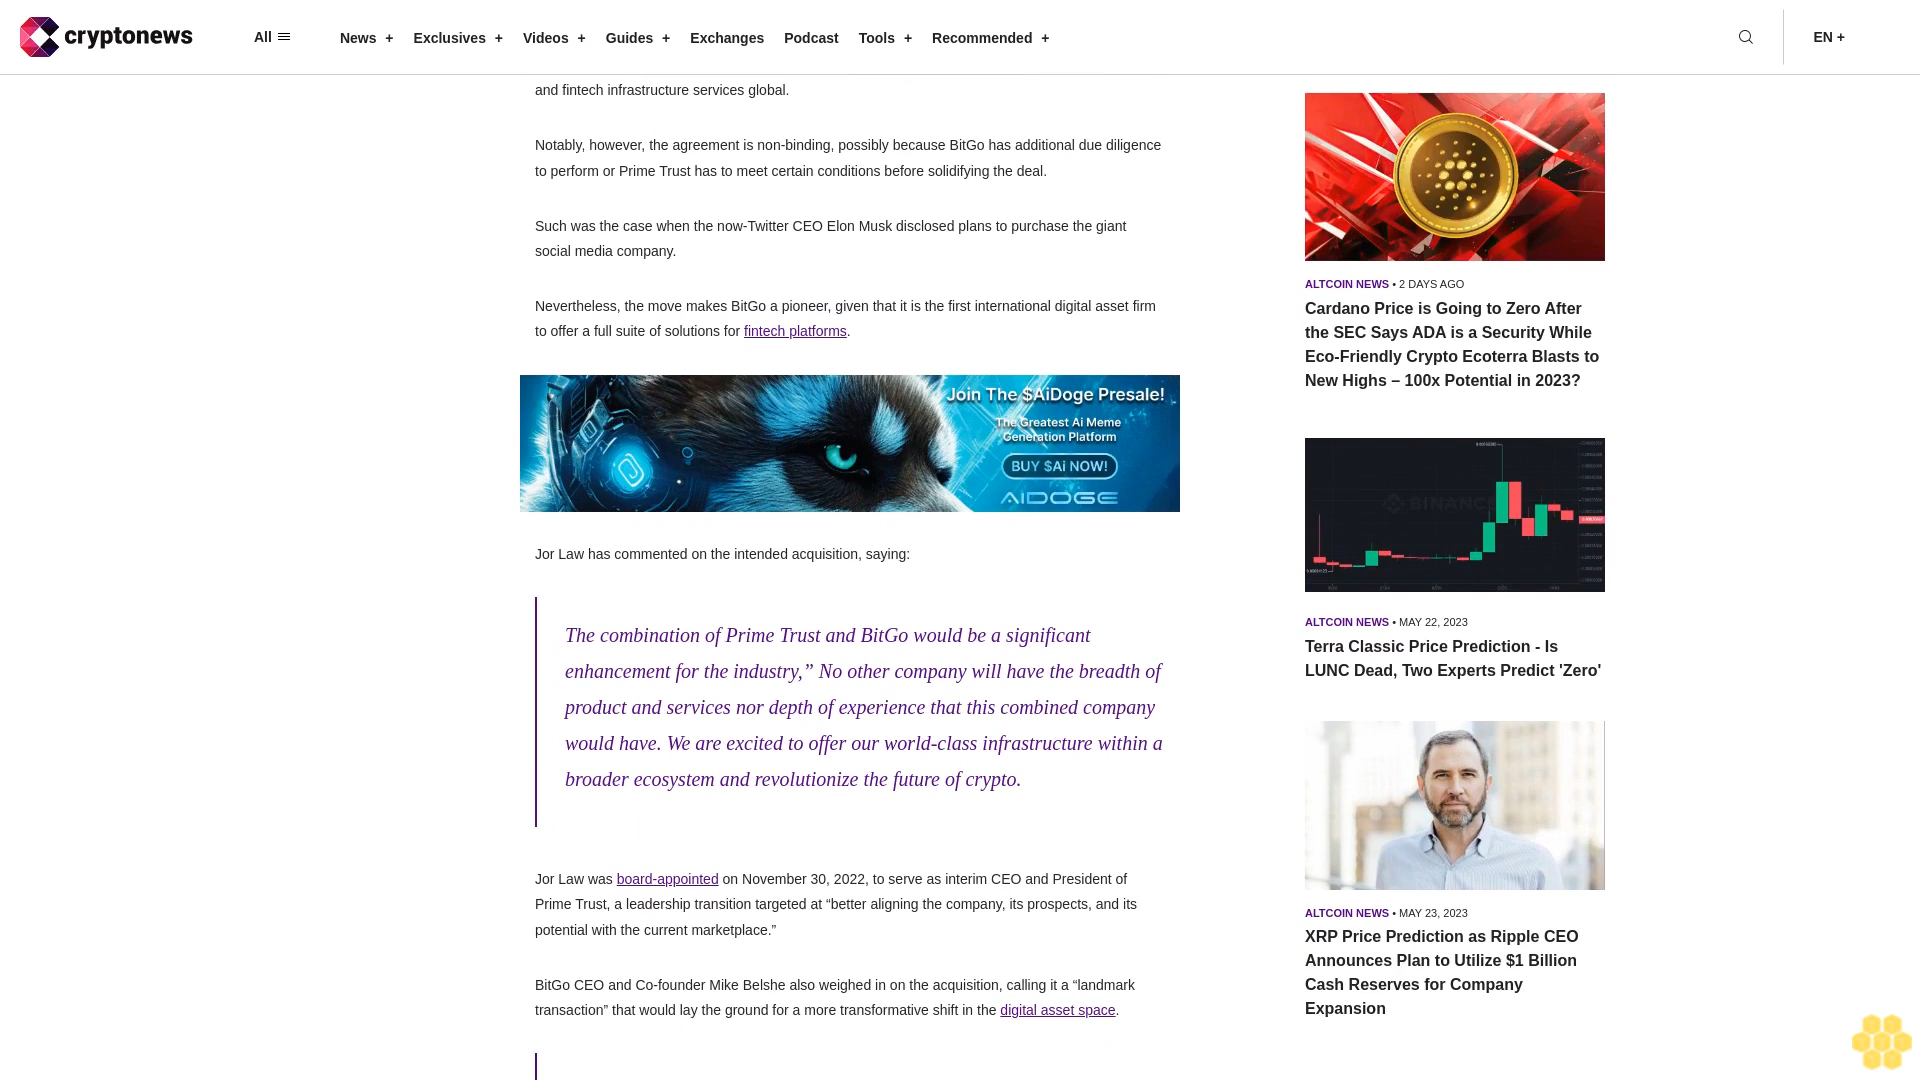 cryptonews
All
News +
Exclusives +
Videos +
Guides +
Exchanges
Podcast
Tools +
Recommended +
EN +
and fintech infrastructure services global.
Notably, however, the agreement is non-binding, possibly because BitGo has additional due diligence
to perform or Prime Trust has to meet certain conditions before solidifying the deal.
Such was the case when the now-Twitter CEO Elon Musk disclosed plans to purchase the giant
social media company.
Nevertheless, the move makes BitGo a pioneer, given that it is the first international digital asset firm
to offer a full suite of solutions for fintech platforms.
Join The $AiDoge Presale!
The Greatest Ai Meme
Generation Platform
BUY $Ai NOW!
AIDOGE
Jor Law has commented on the intended acquisition, saying:
The combination of Prime Trust and BitGo would be a significant
enhancement for the industry,” No other company will have the breadth of
product and services nor depth of experience that this combined company
would have. We are excited to offer our world-class infrastructure within a
broader ecosystem and revolutionize the future of crypto.
Jor Law was board-appointed on November 30, 2022, to serve as interim CEO and President of
Prime Trust, a leadership transition targeted at “better aligning the company, its prospects, and its
potential with the current marketplace.”
BitGo CEO and Co-founder Mike Belshe also weighed in on the acquisition, calling it a “landmark
transaction” that would lay the ground for a more transformative shift in the digital asset space.
ALTCOIN NEWS • 2 DAYS AGO
Cardano Price is Going to Zero After
the SEC Says ADA is a Security While
Eco-Friendly Crypto Ecoterra Blasts to
New Highs – 100x Potential in 2023?
BINANCE
ALTCOIN NEWS • MAY 22, 2023
Terra Classic Price Prediction - Is
LUNC Dead, Two Experts Predict 'Zero'
ALTCOIN NEWS • MAY 23, 2023
XRP Price Prediction as Ripple CEO
Announces Plan to Utilize $1 Billion
Cash Reserves for Company
Expansion